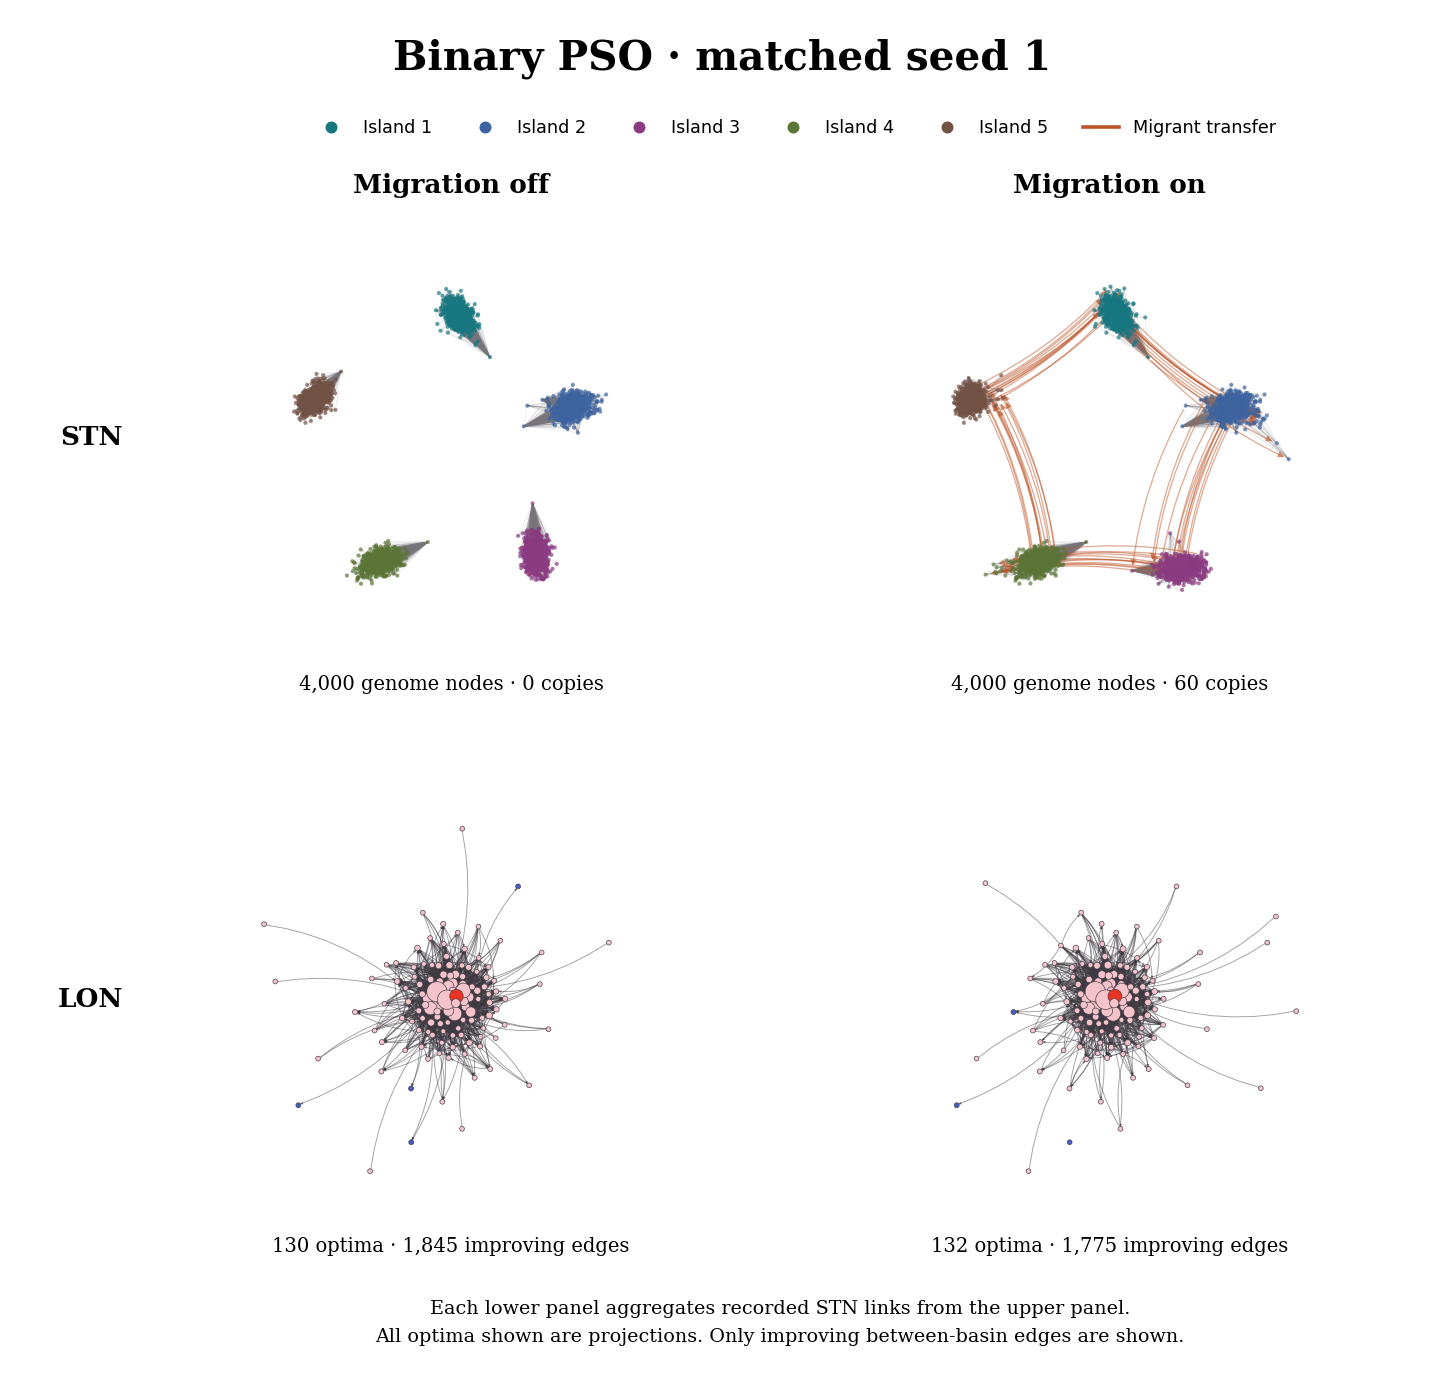 Binary PSO · matched seed 1
Island 1 Island 2 Island 3 Island 4 Island 5 Migrant transfer
Migration off Migration on
STN
4,000 genome nodes · 0 copies 4,000 genome nodes · 60 copies
LON
130 optima · 1,845 improving edges 132 optima · 1,775 improving edges
Each lower panel aggregates recorded STN links from the upper panel.
All optima shown are projections. Only improving between-basin edges are shown.